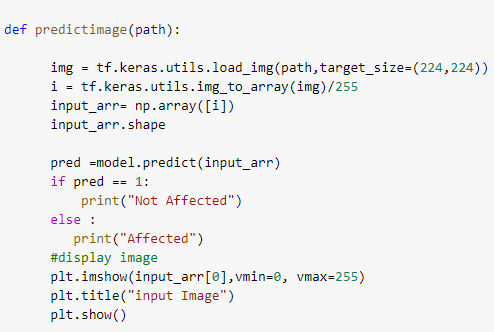 def predictimage(path):
img = tf.keras.utils.load_img(path,target_size=(224,224))
i = tf.keras.utils.img_to_array(img)/255
input_arr= np.array([i])
input_arr.shape
pred =model.predict(input_arr)
if pred == 1:
print("Not Affected")
else :
print("Affected")
#display image
plt.imshow(input_arr[0],vmin=0, vmax=255)
plt.title("input Image")
plt.show()